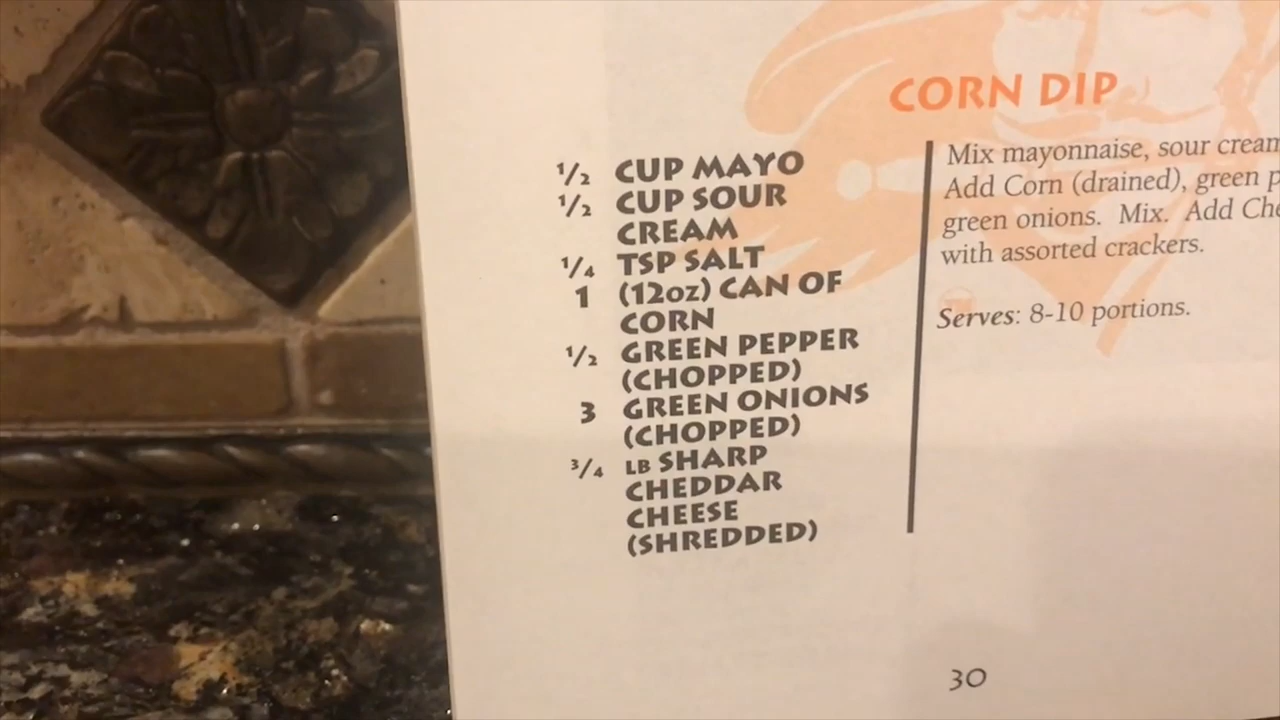 CORN DIP
1/2 CUP MAYO
1/2 CUP SOUR
CREAM
1/4 TSP SALT
1 (12oz) CAN OF
CORN
1/2 GREEN PEPPER
(CHOPPED)
3 GREEN ONIONS
(CHOPPED)
3/4 LB SHARP
CHEDDAR
CHEESE
(SHREDDED)
Mix mayonnaise, sour cream
Add Corn (drained), green
green onions. Mix. Add
with assorted crackers.
Serves: 8-10 portions.
30